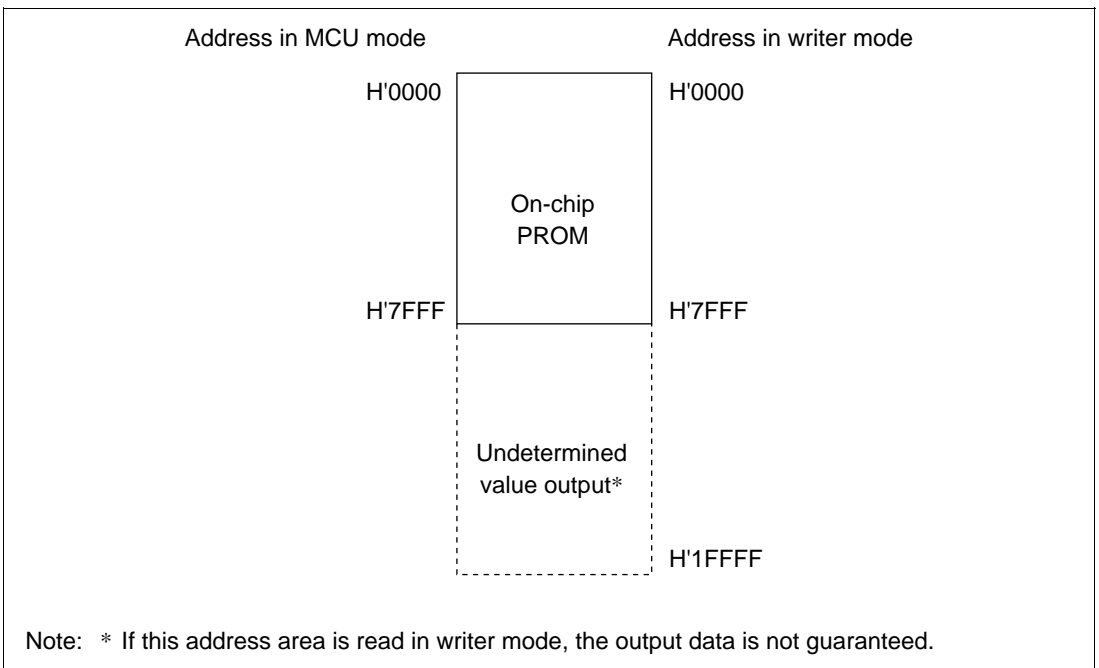 Address in MCU mode
Address in writer mode
H'0000
H'0000
On-chip
PROM
H'7FFF
H'7FFF
Undetermined
value output*
H'1FFFF
Note: * If this address area is read in writer mode, the output data is not guaranteed.